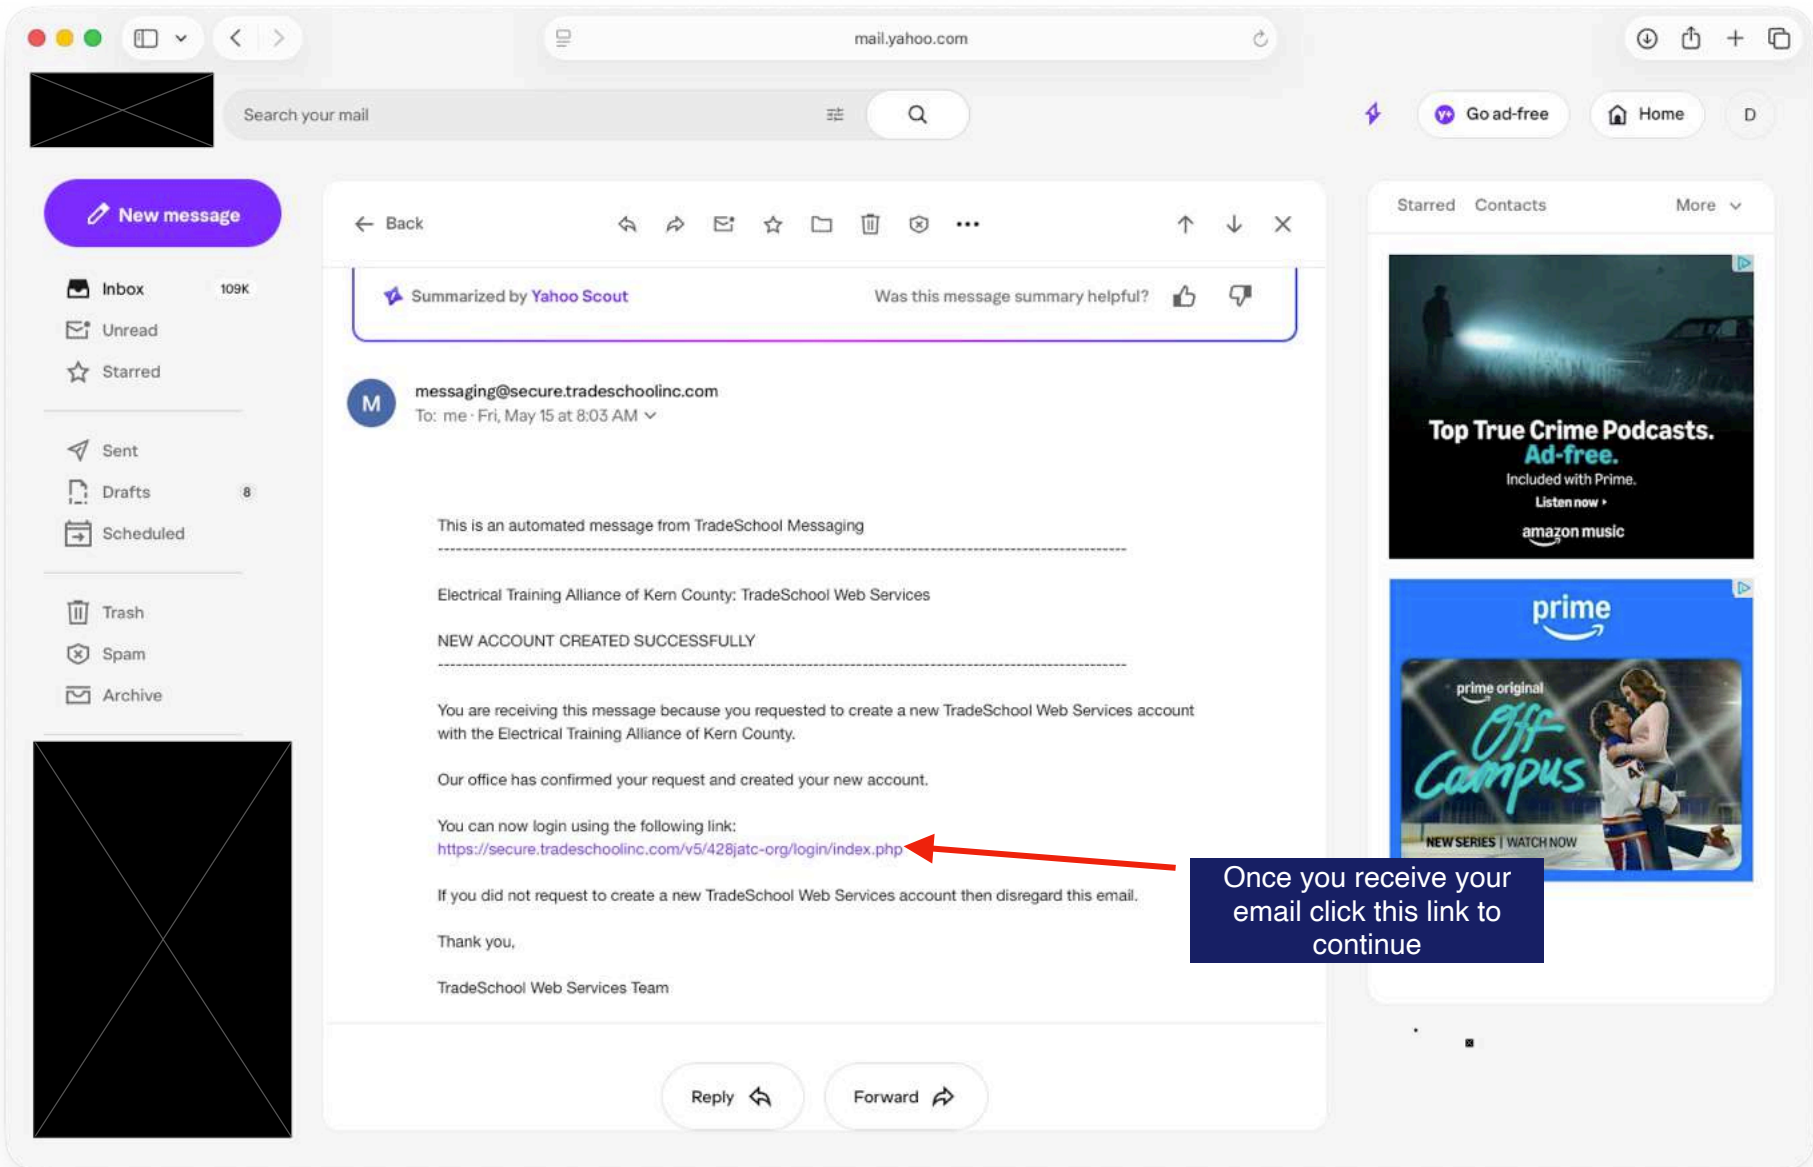 mail.yahoo.com
Search your mail
Go ad-free
Home
D
New message
Inbox 109K
Unread
Starred
Sent
Drafts 8
Scheduled
Trash
Spam
Archive
Back
Summarized by Yahoo Scout
Was this message summary helpful?
M
messaging@secure.tradeschoolinc.com
To: me · Fri, May 15 at 8:03 AM
This is an automated message from TradeSchool Messaging
Electrical Training Alliance of Kern County: TradeSchool Web Services
NEW ACCOUNT CREATED SUCCESSFULLY
You are receiving this message because you requested to create a new TradeSchool Web Services account
with the Electrical Training Alliance of Kern County.
Our office has confirmed your request and created your new account.
You can now login using the following link:
https://secure.tradeschoolinc.com/v5/428jatc-org/login/index.php
If you did not request to create a new TradeSchool Web Services account then disregard this email.
Thank you,
TradeSchool Web Services Team
Reply
Forward
Once you receive your
email click this link to
continue
Starred Contacts More
Top True Crime Podcasts.
Ad-free.
Included with Prime.
Listen now
amazon music
prime
prime original
Off
Campus
NEW SERIES | WATCH NOW